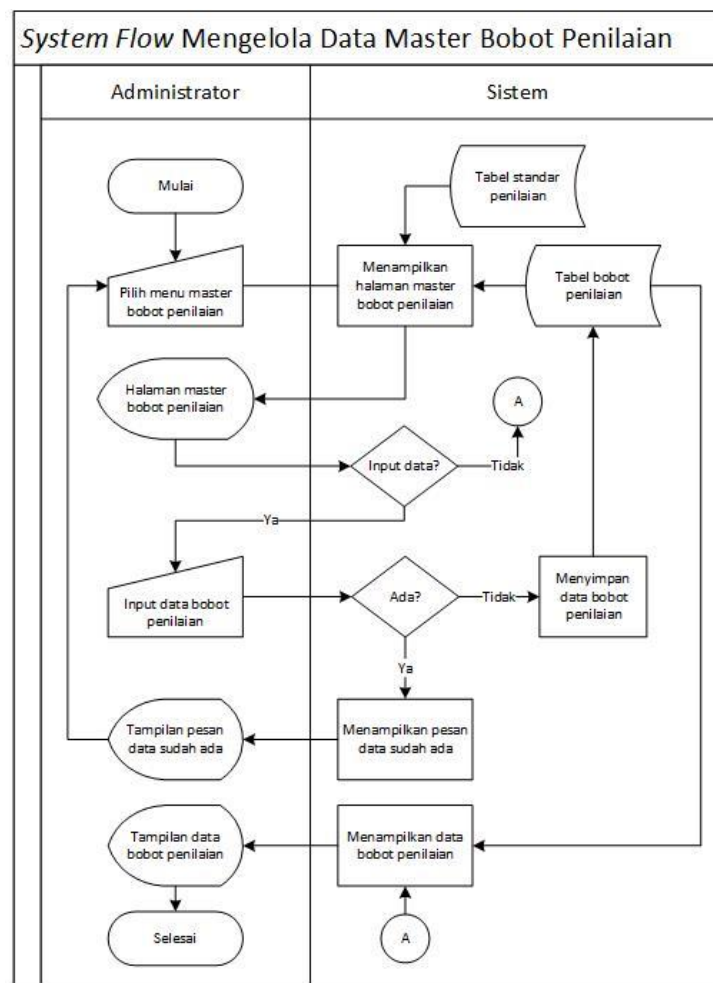 System Flow Mengelola Data Master Bobot Penilaian
Administrator
Sistem
Mulai
Tabel standar
penilaian
Pilih menu master
bobot penilaian
Menampilkan
halaman master
bobot penilaian
Tabel bobot
penilaian
Halaman master
bobot penilaian
A
Input data?
Tidak
Ya
Input data bobot
penilaian
Ada?
Tidak
Menyimpan
data bobot
penilaian
Ya
Tampilan pesan
data sudah ada
Menampilkan pesan
data sudah ada
Tampilan data
bobot penilaian
Menampilkan data
bobot penilaian
Selesai
A